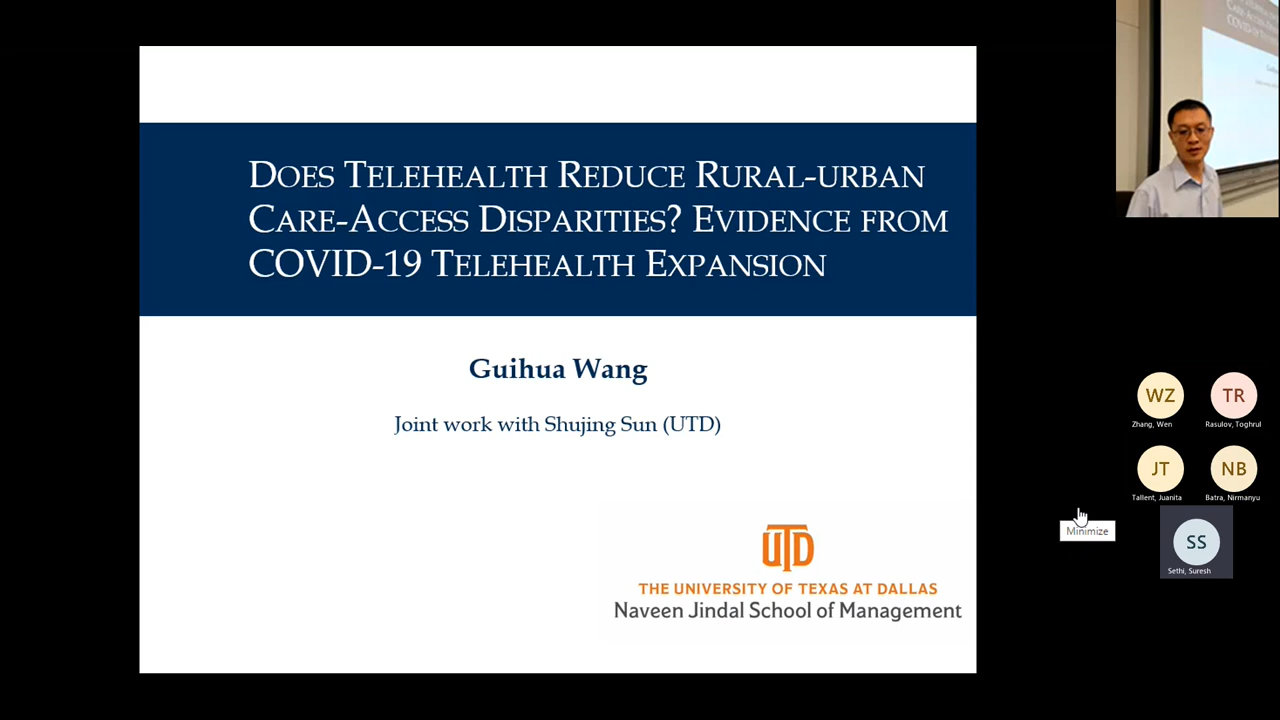 DOES TELEHEALTH REDUCE RURAL-URBAN
CARE-ACCESS DISPARITIES? EVIDENCE FROM
COVID-19 TELEHEALTH EXPANSION
Guihua Wang
Joint work with Shujing Sun (UTD)
UTD
THE UNIVERSITY OF TEXAS AT DALLAS
Naveen Jindal School of Management
WZ
TR
Zhang, Wen
Rasulov, Toghrul
JT
NB
Tallent, Juanita
Batra, Nirmanyu
Minimize
SS
Sethi, Suresh